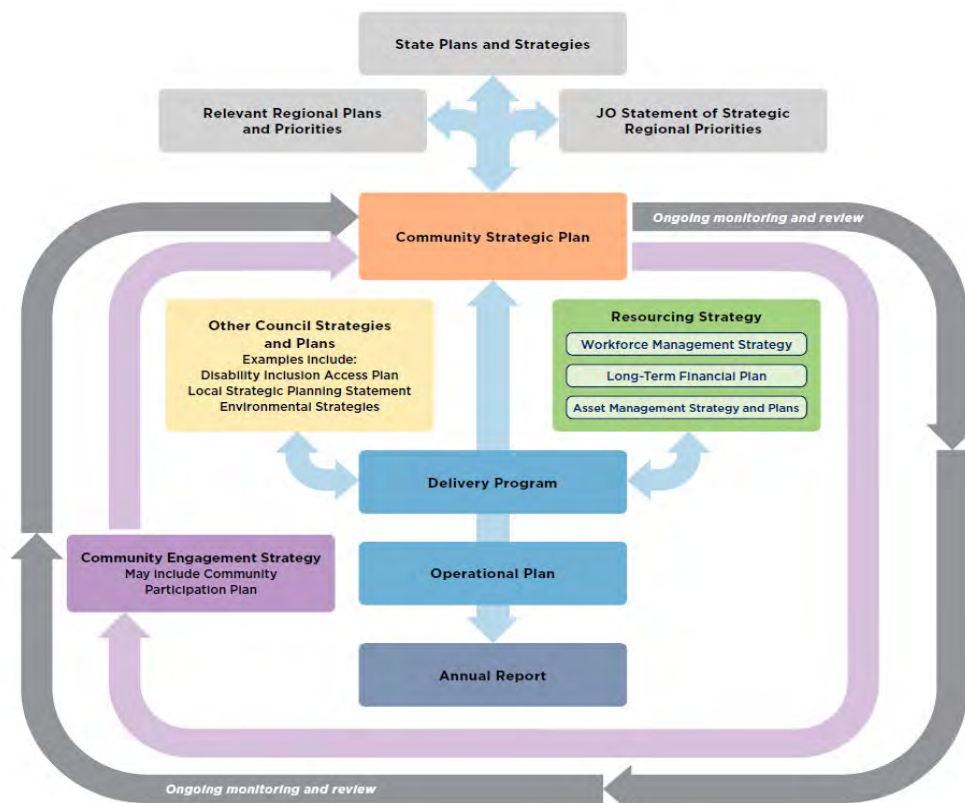 State Plans and Strategies
Relevant Regional Plans
and Priorities
JO Statement of Strategic
Regional Priorities
Community Strategic Plan
Ongoing monitoring and review
Other Council Strategies
and Plans
Examples include:
Disability Inclusion Access Plan
Local Strategic Planning Statement
Environmental Strategies
Resourcing Strategy
Workforce Management Strategy
Long-Term Financial Plan
Asset Management Strategy and Plans
Delivery Program
Community Engagement Strategy
May include Community
Participation Plan
Operational Plan
Annual Report
Ongoing monitoring and review